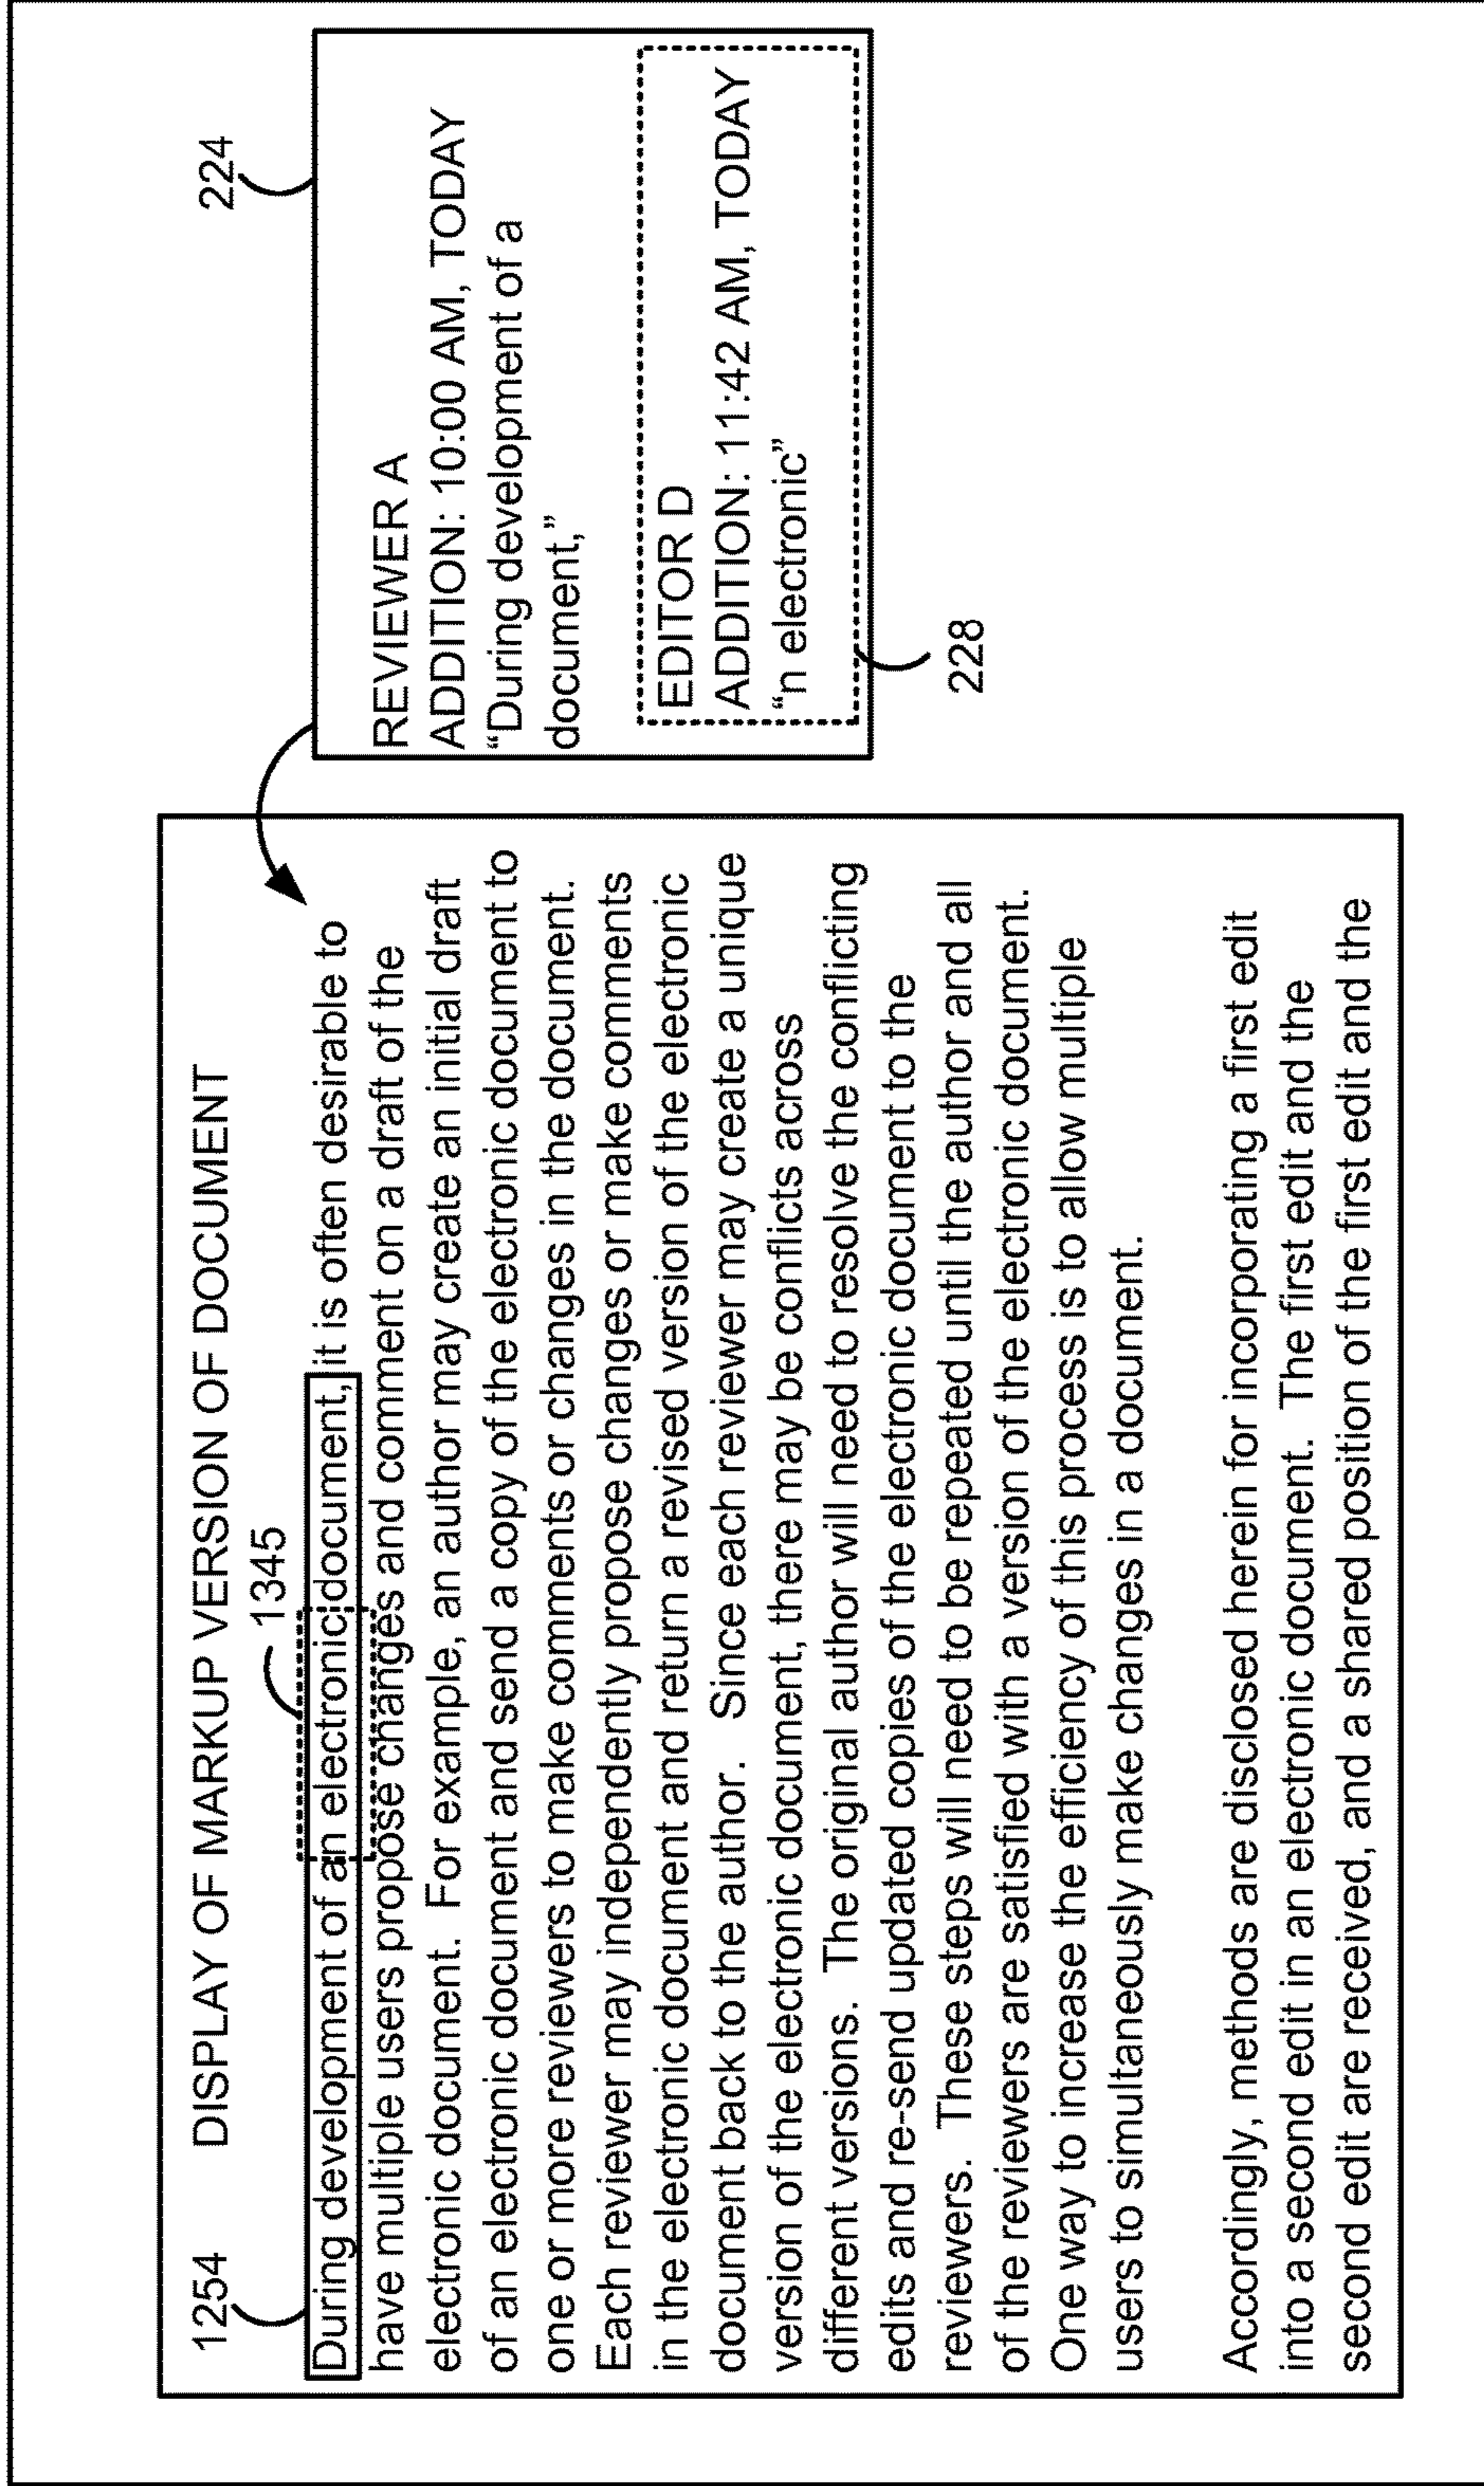 1254 DISPLAY OF MARKUP VERSION OF DOCUMENT
1345
During development of an electronic document, it is often desirable to
have multiple users propose changes and comment on a draft of the
electronic document. For example, an author may create an initial draft
of an electronic document and send a copy of the electronic document to
one or more reviewers to make comments or changes in the document.
Each reviewer may independently propose changes or make comments
in the electronic document and return a revised version of the electronic
document back to the author. Since each reviewer may create a unique
version of the electronic document, there may be conflicts across
different versions. The original author will need to resolve the conflicting
edits and re-send updated copies of the electronic document to the
reviewers. These steps will need to be repeated until the author and all
of the reviewers are satisfied with a version of the electronic document.
One way to increase the efficiency of this process is to allow multiple
users to simultaneously make changes in a document.
Accordingly, methods are disclosed herein for incorporating a first edit
into a second edit in an electronic document. The first edit and the
second edit are received, and a shared position of the first edit and the
224
REVIEWER A
ADDITION: 10:00 AM, TODAY
“During development of a
document,”
EDITOR D
ADDITION: 11:42 AM, TODAY
“n electronic”
228